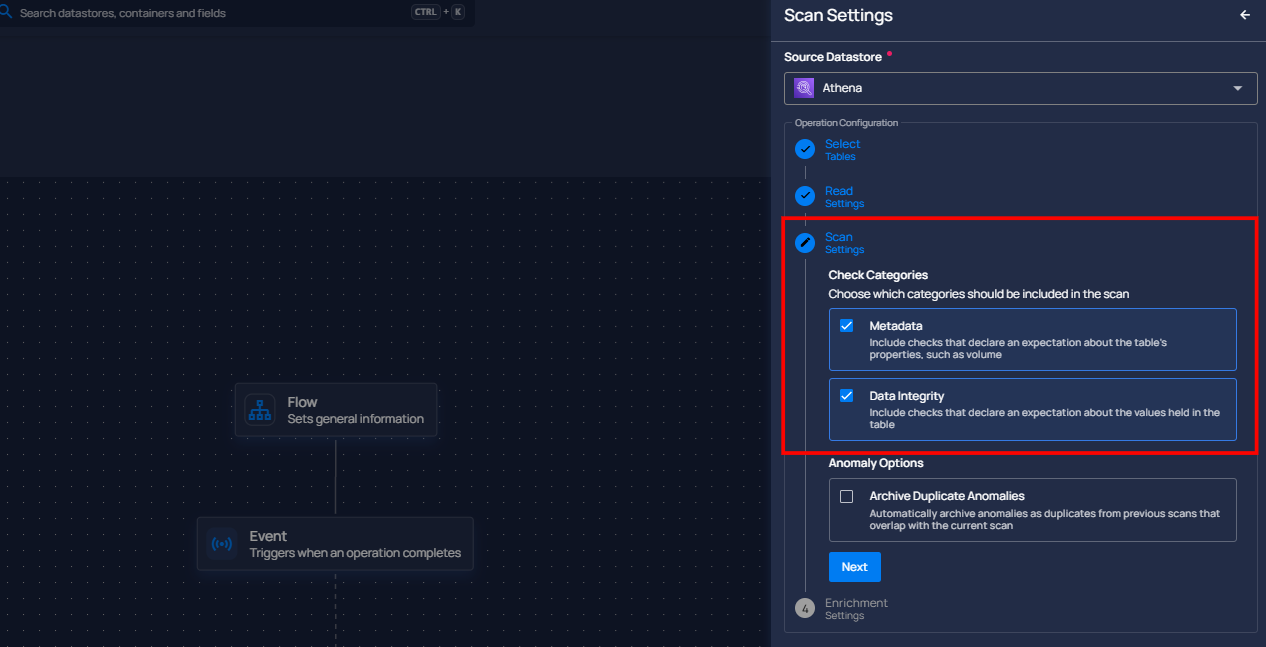 Search datastores, containers and fields
CTRL + K
Flow
Sets general information
Event
Triggers when an operation completes
Scan Settings
Source Datastore *
Athena
Operation Configuration
Select
Tables
Read
Settings
Scan
Settings
Check Categories
Choose which categories should be included in the scan
Metadata
Include checks that declare an expectation about the table's
properties, such as volume
Data Integrity
Include checks that declare an expectation about the values held in the
table
Anomaly Options
Archive Duplicate Anomalies
Automatically archive anomalies as duplicates from previous scans that
overlap with the current scan
Next
4
Enrichment
Settings